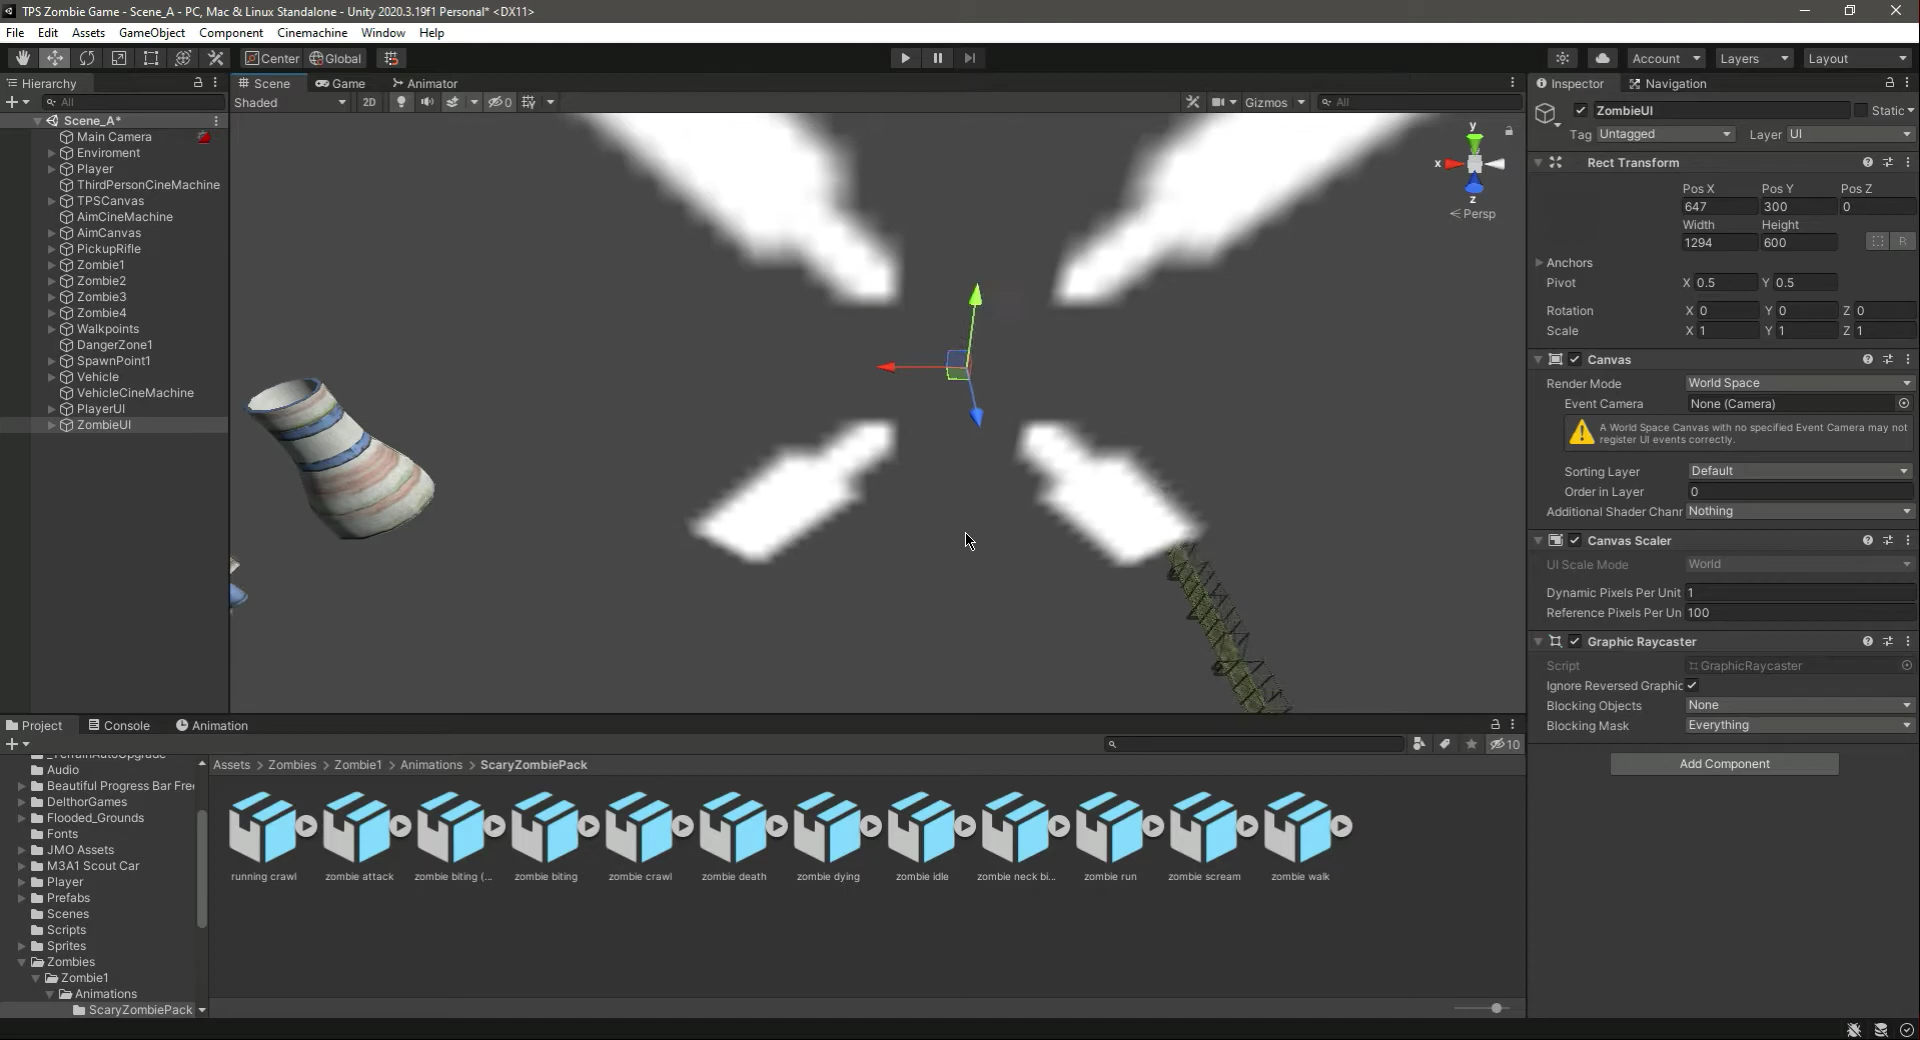 TPS Zombie Game - Scene_A - PC, Mac & Linux Standalone - Unity 2020.3.19f1 Personal* <DX11>
File Edit Assets GameObject Component Cinemachine Window Help
Center Global Account Layers Layout
Hierarchy
All
Scene_A*
Main Camera
Enviroment
Player
ThirdPersonCineMachine
TPSCanvas
AimCineMachine
AimCanvas
PickupRifle
Zombie1
Zombie2
Zombie3
Zombie4
Walkpoints
DangerZone1
SpawnPoint1
Vehicle
VehicleCineMachine
PlayerUI
ZombieUI
Scene Game Animator
Shaded 2D 0 Gizmos All
y
x
z
Persp
Inspector Navigation
ZombieUI Static
Tag Untagged Layer UI
Rect Transform
Pos X Pos Y Pos Z
647 300 0
Width Height
1294 600 R
Anchors
Pivot X 0.5 Y 0.5
Rotation X 0 Y 0 Z 0
Scale X 1 Y 1 Z 1
Canvas
Render Mode World Space
Event Camera None (Camera)
A World Space Canvas with no specified Event Camera may not
register UI events correctly.
Sorting Layer Default
Order in Layer 0
Additional Shader Chanr Nothing
Canvas Scaler
UI Scale Mode World
Dynamic Pixels Per Unit 1
Reference Pixels Per Un 100
Graphic Raycaster
Script GraphicRaycaster
Ignore Reversed Graphic
Blocking Objects None
Blocking Mask Everything
Add Component
Project Console Animation
10
Audio
Beautiful Progress Bar Free
DelthorGames
Flooded_Grounds
Fonts
JMO Assets
M3A1 Scout Car
Player
Prefabs
Scenes
Scripts
Sprites
Zombies
Zombie1
Animations
ScaryZombiePack
Assets > Zombies > Zombie1 > Animations > ScaryZombiePack
running crawl zombie attack zombie biting (... zombie biting zombie crawl zombie death zombie dying zombie idle zombie neck bi... zombie run zombie scream zombie walk